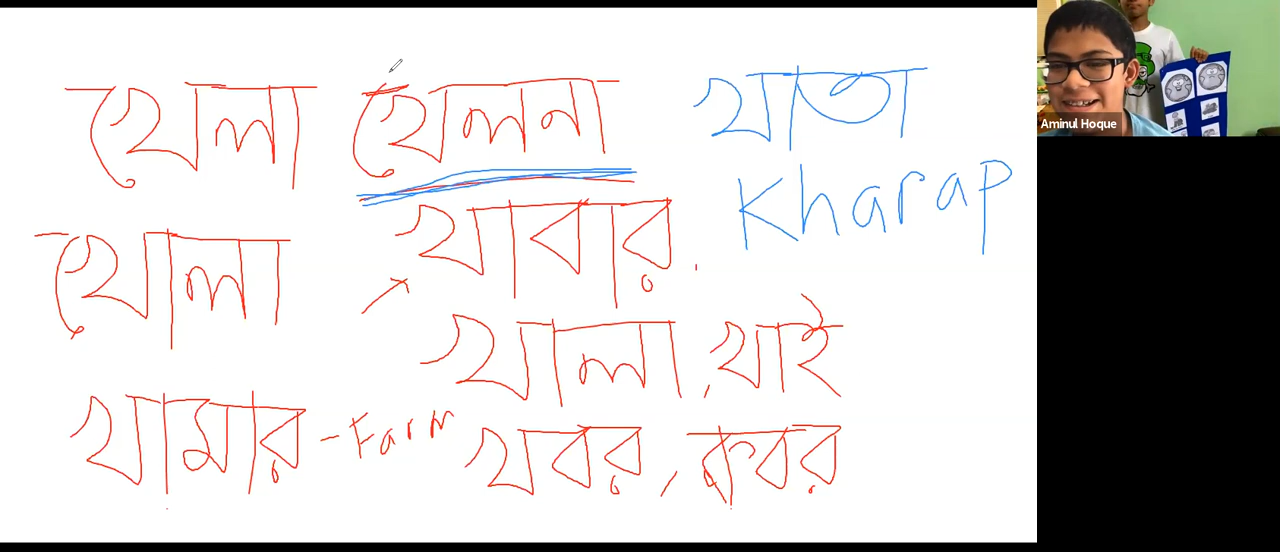 খেলা খেলনা খাতা
Kharap
খোলা খাবার
খালা, খাই
খামার - Farm খবর, কবর
Aminul Hoque